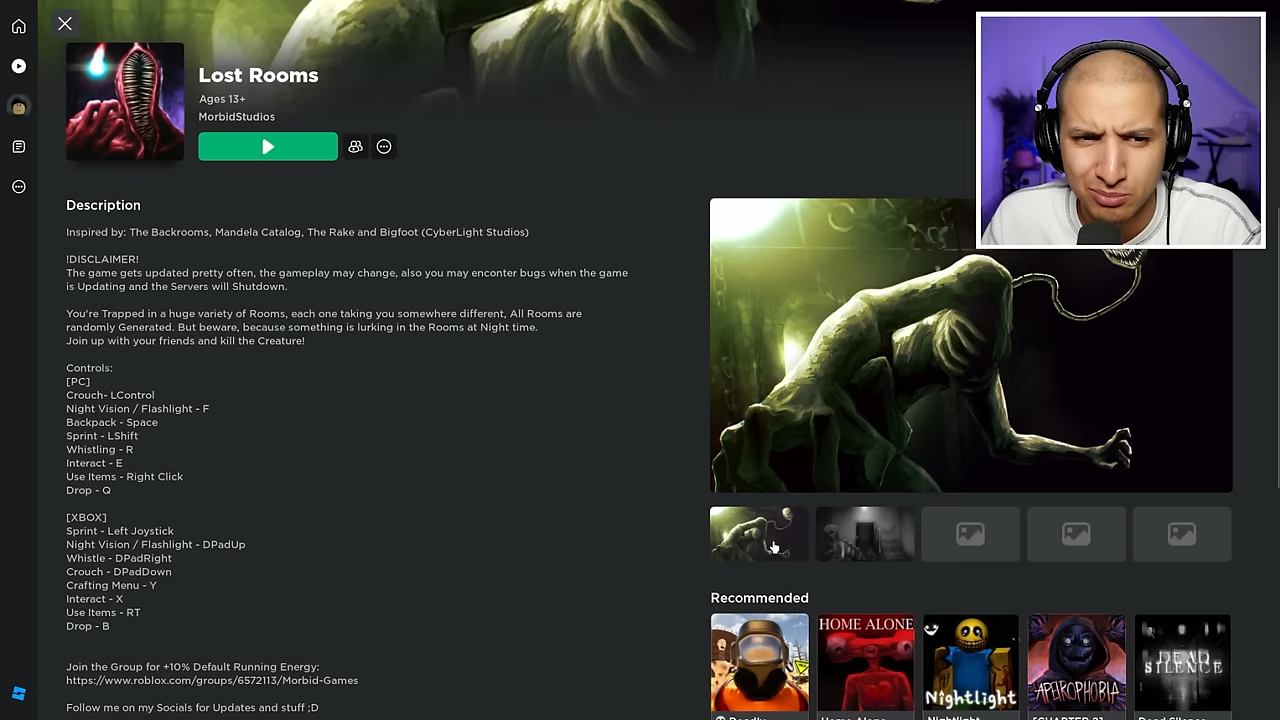 Lost Rooms
Ages 13+
MorbidStudios
Description
Inspired by: The Backrooms, Mandela Catalog, The Rake and Bigfoot (CyberLight Studios)
!DISCLAIMER!
The game gets updated pretty often, the gameplay may change, also you may enconter bugs when the game
is Updating and the Servers will Shutdown.
You're Trapped in a huge variety of Rooms, each one taking you somewhere different, All Rooms are
randomly Generated. But beware, because something is lurking in the Rooms at Night time.
Join up with your friends and kill the Creature!
Controls:
[PC]
Crouch- LControl
Night Vision / Flashlight - F
Backpack - Space
Sprint - LShift
Whistling - R
Interact - E
Use Items - Right Click
Drop - Q
[XBOX]
Sprint - Left Joystick
Night Vision / Flashlight - DPadUp
Whistle - DPadRight
Crouch - DPadDown
Crafting Menu - Y
Interact - X
Use Items - RT
Drop - B
Join the Group for +10% Default Running Energy:
https://www.roblox.com/groups/6572113/Morbid-Games
Follow me on my Socials for Updates and stuff ;D
Recommended
HOME ALONE
Nightlight
APEIROPHOBIA
DEAD
SILENCE